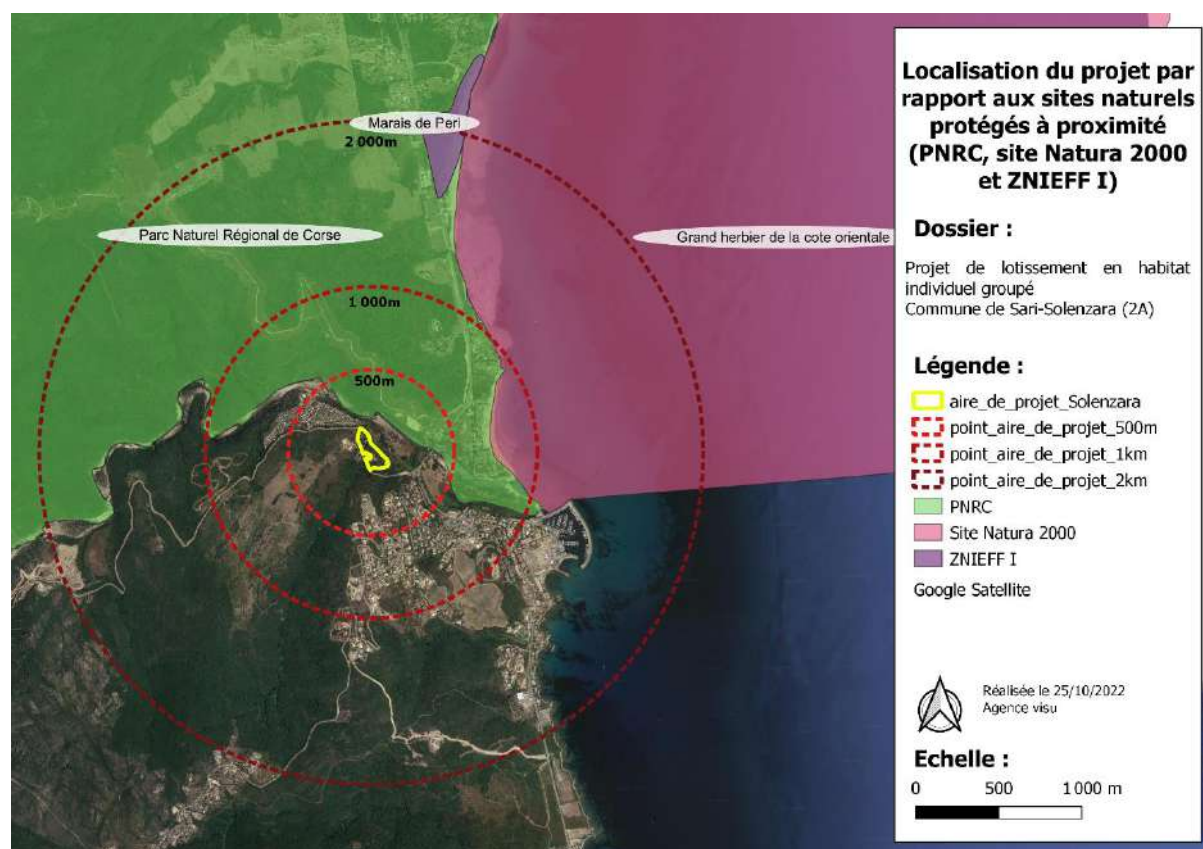 Marais de Peri
2 000m
Parc Naturel Régional de Corse
Grand herbier de la cote orientale
1 000m
500m
Localisation du projet par
rapport aux sites naturels
protégés à proximité
(PNRC, site Natura 2000
et ZNIEFF I)
Dossier :
Projet de lotissement en habitat
individuel groupé
Commune de Sari-Solenzara (2A)
Légende :
aire_de_projet_Solenzara
point_aire_de_projet_500m
point_aire_de_projet_1km
point_aire_de_projet_2km
PNRC
Site Natura 2000
ZNIEFF I
Google Satellite
Réalisée le 25/10/2022
Agence visu
Echelle :
0 500 1 000 m